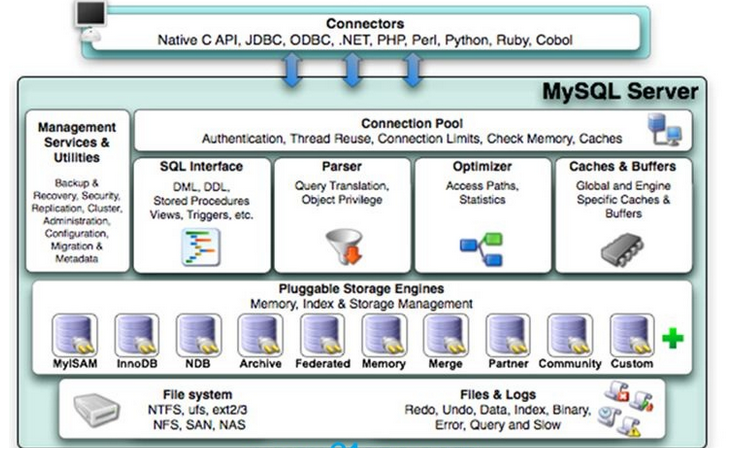 Connectors
Native C API, JDBC, ODBC, .NET, PHP, Perl, Python, Ruby, Cobol
MySQL Server
Management
Services &
Utilities
Backup &
Recovery, Security,
Replication, Cluster,
Administration,
Configuration,
Migration &
Metadata
Connection Pool
Authentication, Thread Reuse, Connection Limits, Check Memory, Caches
SQL Interface
DML, DDL,
Stored Procedures
Views, Triggers, etc.
Parser
Query Translation,
Object Privilege
Optimizer
Access Paths,
Statistics
Caches & Buffers
Global and Engine
Specific Caches &
Buffers
Pluggable Storage Engines
Memory, Index & Storage Management
MyISAM
InnoDB
NDB
Archive
Federated
Memory
Merge
Partner
Community
Custom
File system
NTFS, ufs, ext2/3
NFS, SAN, NAS
Files & Logs
Redo, Undo, Data, Index, Binary,
Error, Query and Slow